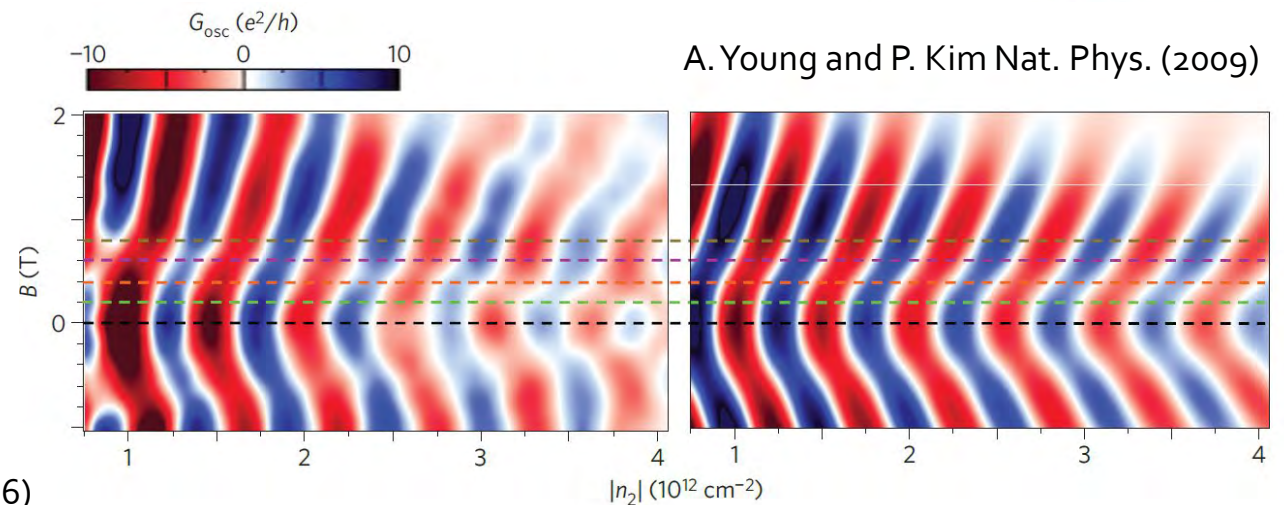 G_osc (e²/h)
−10 0 10
A. Young and P. Kim Nat. Phys. (2009)
2
B (T)
0
1 2 3 4
1 2 3 4
6)
|n₂| (10¹² cm⁻²)